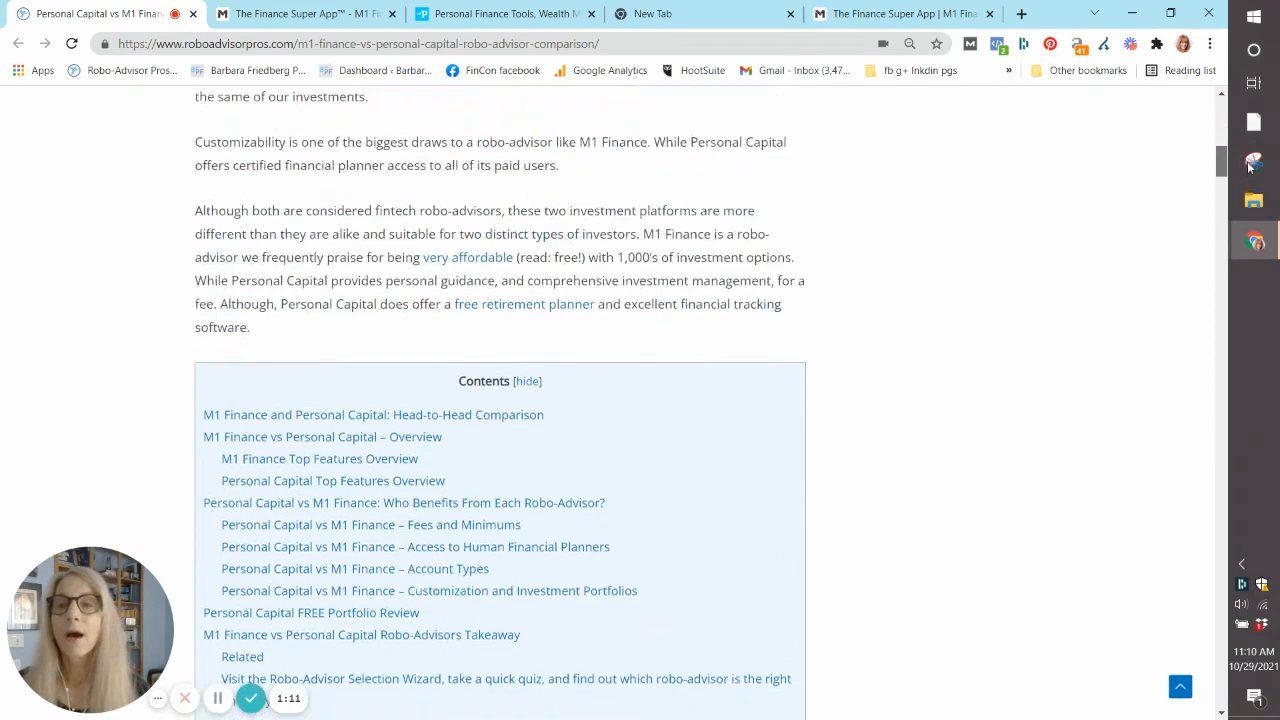 Personal Capital vs M1 Finan
The Finance Super App™ - M1 Fi
Personal Finance Tools, Wealth M
New Tab
The Finance Super App | M1 Finan
https://www.roboadvisorpros.com/m1-finance-vs-personal-capital-robo-advisor-comparison/
2
41
Apps
Robo-Advisor Pros...
Barbara Friedberg P...
Dashboard ‹ Barbar...
FinCon facebook
Google Analytics
HootSuite
Gmail - Inbox (3,47...
fb g+ lnkdin pgs
»
Other bookmarks
Reading list
the same of our investments.
Customizability is one of the biggest draws to a robo-advisor like M1 Finance. While Personal Capital
offers certified financial planner access to all of its paid users.
Although both are considered fintech robo-advisors, these two investment platforms are more
different than they are alike and suitable for two distinct types of investors. M1 Finance is a robo-
advisor we frequently praise for being very affordable (read: free!) with 1,000's of investment options.
While Personal Capital provides personal guidance, and comprehensive investment management, for a
fee. Although, Personal Capital does offer a free retirement planner and excellent financial tracking
software.
Contents [hide]
M1 Finance and Personal Capital: Head-to-Head Comparison
M1 Finance vs Personal Capital – Overview
M1 Finance Top Features Overview
Personal Capital Top Features Overview
Personal Capital vs M1 Finance: Who Benefits From Each Robo-Advisor?
Personal Capital vs M1 Finance – Fees and Minimums
Personal Capital vs M1 Finance – Access to Human Financial Planners
Personal Capital vs M1 Finance – Account Types
Personal Capital vs M1 Finance – Customization and Investment Portfolios
Personal Capital FREE Portfolio Review
M1 Finance vs Personal Capital Robo-Advisors Takeaway
Related
Visit the Robo-Advisor Selection Wizard, take a quick quiz, and find out which robo-advisor is the right
1:11
11:10 AM
10/29/2021
1